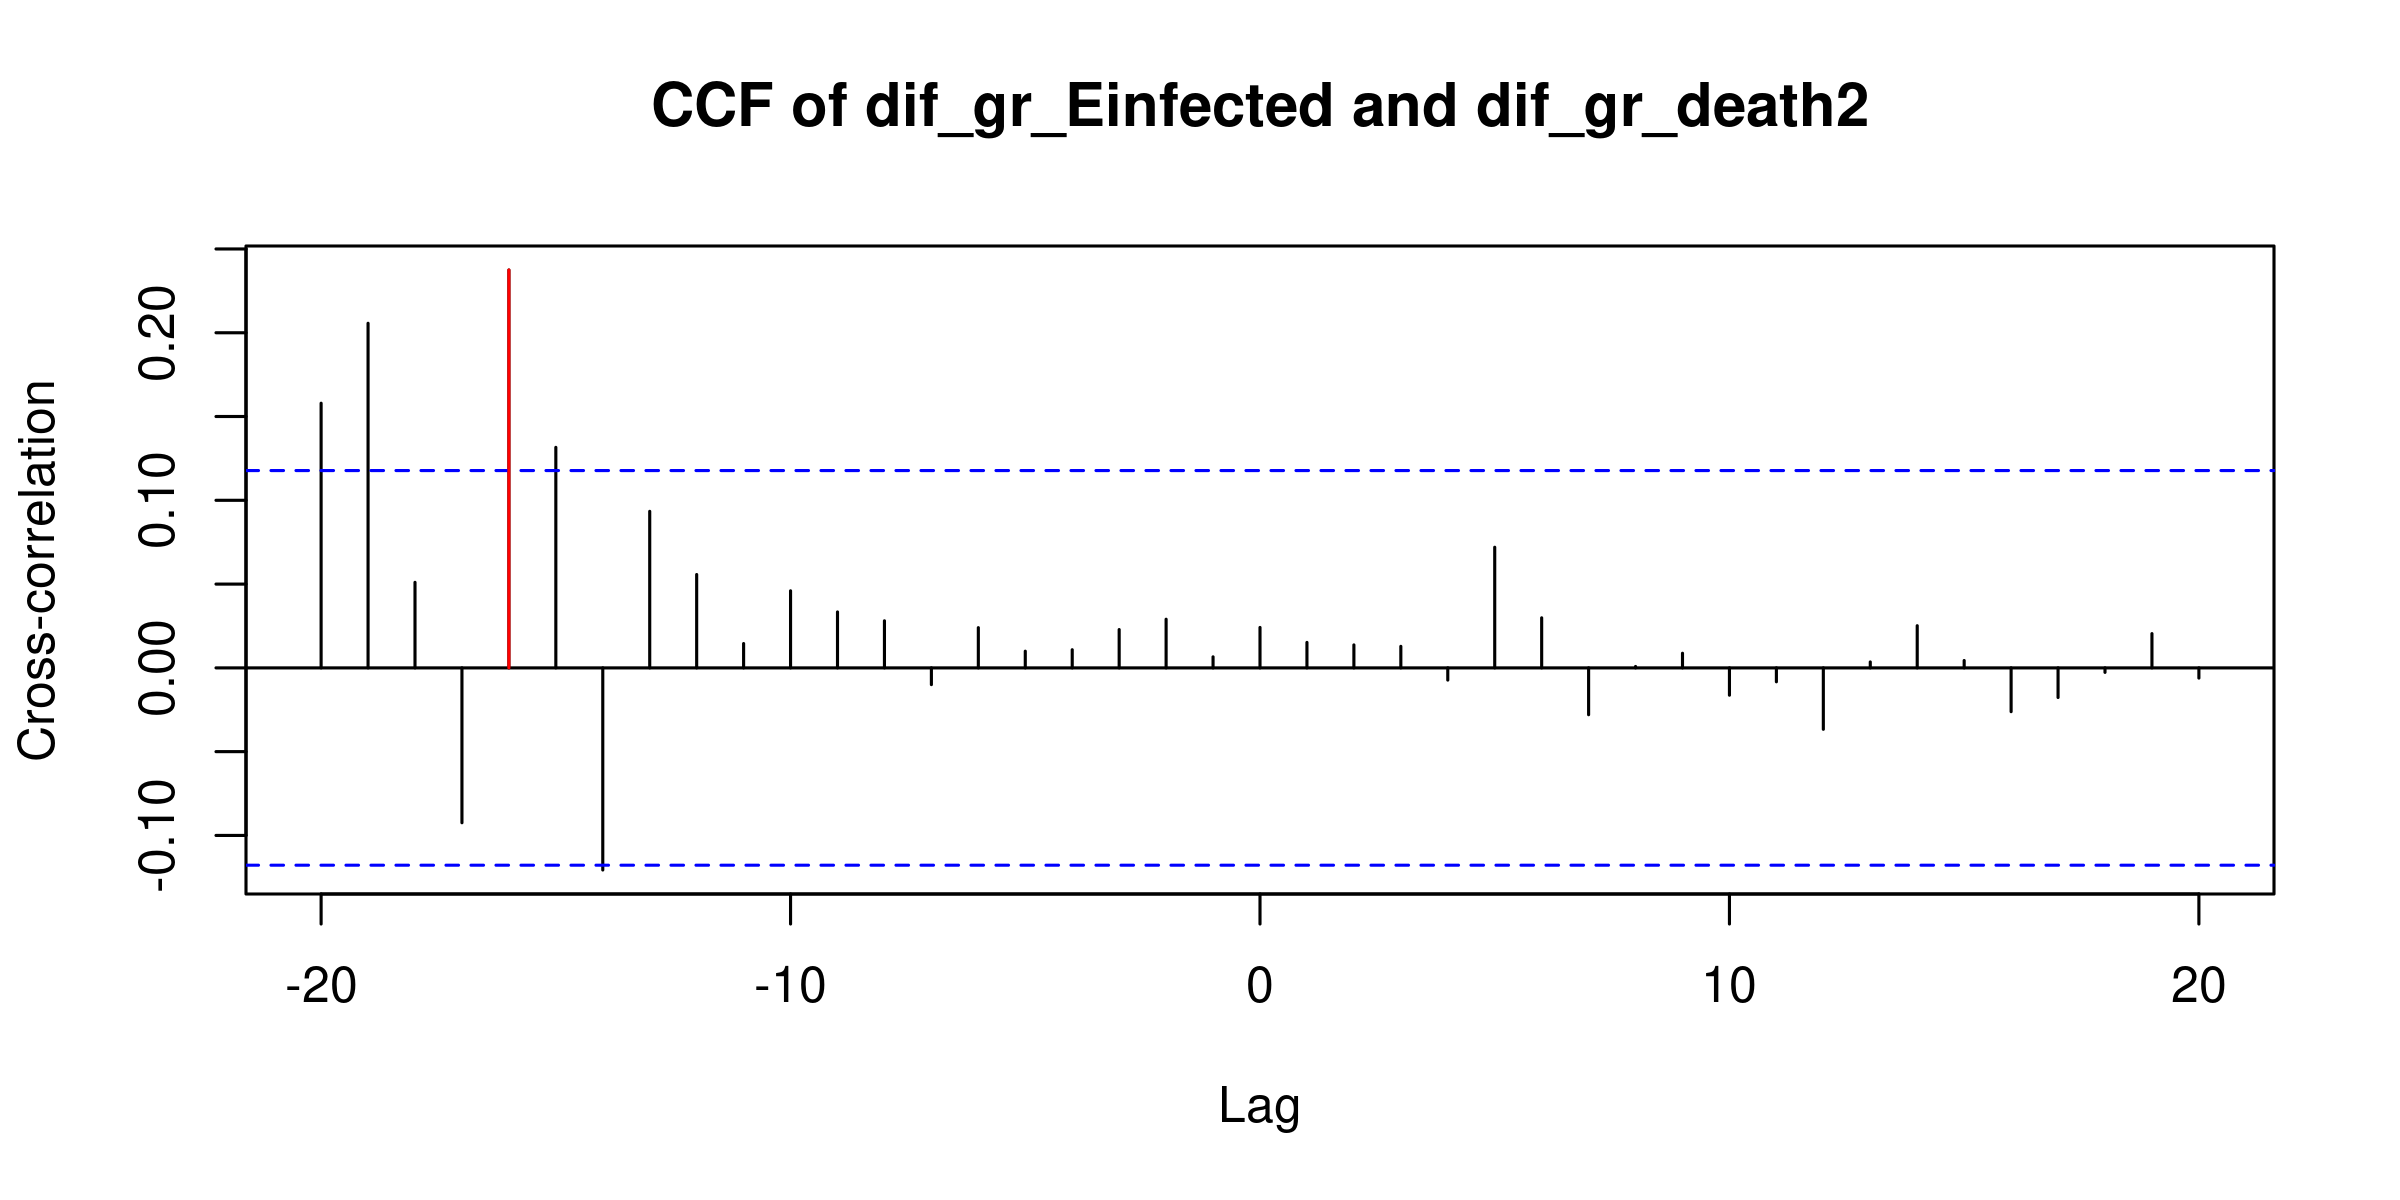 CCF of dif_gr_Einfected and dif_gr_death2
Cross-correlation
0.20
0.10
0.00
-0.10
-20 -10 0 10 20
Lag